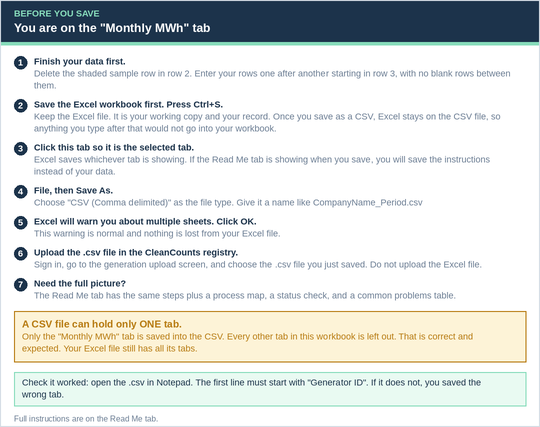 BEFORE YOU SAVE
You are on the "Monthly MWh" tab
1 Finish your data first.
Delete the shaded sample row in row 2. Enter your rows one after another starting in row 3, with no blank rows between
them.
2 Save the Excel workbook first. Press Ctrl+S.
Keep the Excel file. It is your working copy and your record. Once you save as a CSV, Excel stays on the CSV file, so
anything you type after that would not go into your workbook.
3 Click this tab so it is the selected tab.
Excel saves whichever tab is showing. If the Read Me tab is showing when you save, you will save the instructions
instead of your data.
4 File, then Save As.
Choose "CSV (Comma delimited)" as the file type. Give it a name like CompanyName_Period.csv
5 Excel will warn you about multiple sheets. Click OK.
This warning is normal and nothing is lost from your Excel file.
6 Upload the .csv file in the CleanCounts registry.
Sign in, go to the generation upload screen, and choose the .csv file you just saved. Do not upload the Excel file.
7 Need the full picture?
The Read Me tab has the same steps plus a process map, a status check, and a common problems table.
A CSV file can hold only ONE tab.
Only the "Monthly MWh" tab is saved into the CSV. Every other tab in this workbook is left out. That is correct and
expected. Your Excel file still has all its tabs.
Check it worked: open the .csv in Notepad. The first line must start with "Generator ID". If it does not, you saved the
wrong tab.
Full instructions are on the Read Me tab.